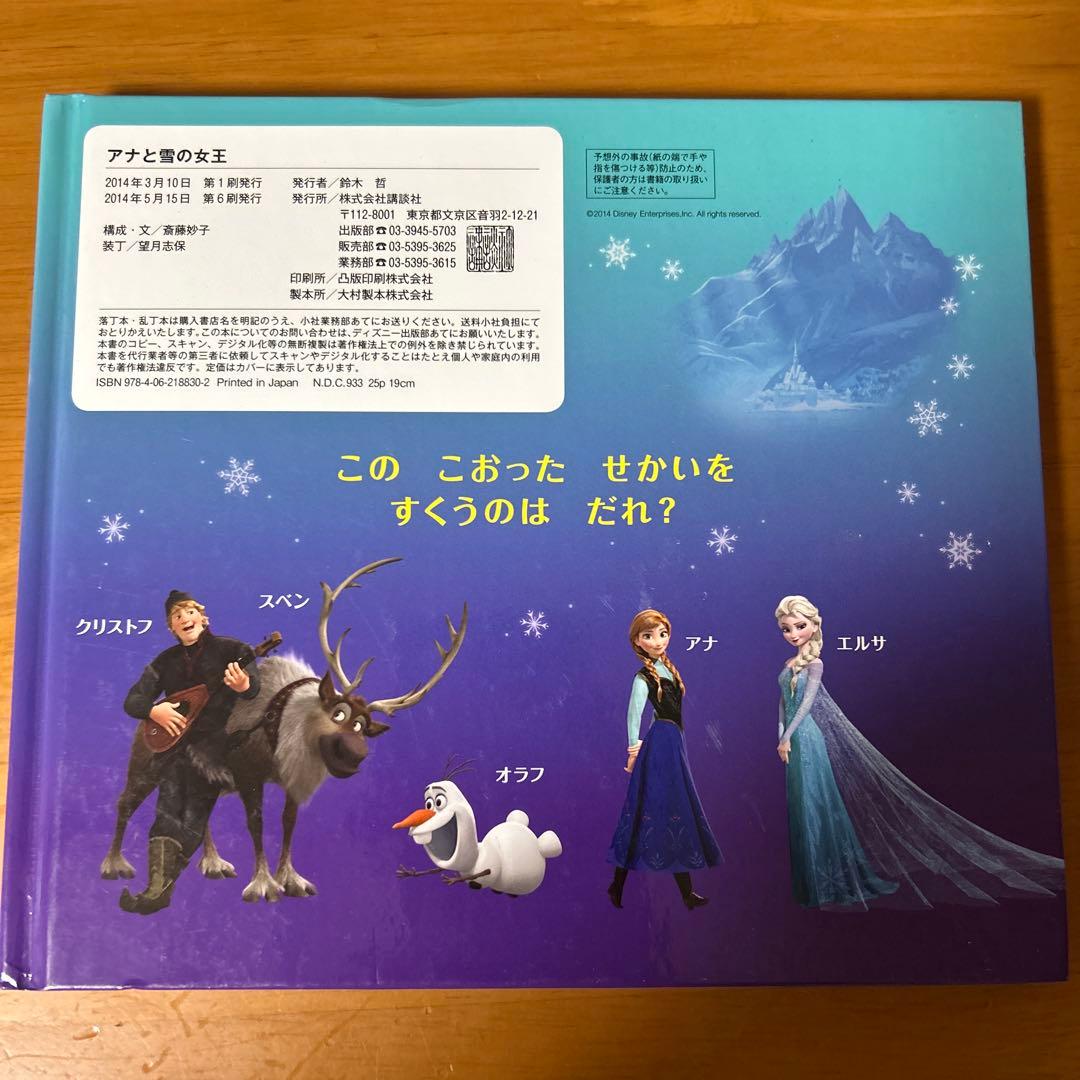 アナと雪の女王
2014年3月10日 第1刷発行
2014年5月15日 第6刷発行
構成・文／斎藤妙子
装丁／望月志保
発行者／鈴木 哲
発行所／株式会社講談社
〒112-8001 東京都文京区音羽2-12-21
出版部☎03-3945-5703
販売部☎03-5395-3625
業務部☎03-5395-3615
印刷所／凸版印刷株式会社
製本所／大村製本株式会社
落丁本・乱丁本は購入書店名を明記のうえ、小社業務部あてにお送りください。送料小社負担にて
おとりかえいたします。この本についてのお問い合わせは、ディズニー出版部あてにお願いいたします。
本書のコピー、スキャン、デジタル化等の無断複製は著作権法上での例外を除き禁じられています。
本書を代行業者等の第三者に依頼してスキャンやデジタル化することはたとえ個人や家庭内の利用
でも著作権法違反です。定価はカバーに表示してあります。
ISBN 978-4-06-218830-2 Printed in Japan N.D.C.933 25p 19cm
予想外の事故(紙の端で手や
指を傷つける等)防止のため、
保護者の方は書籍の取り扱い
にご注意ください。
©2014 Disney Enterprises,Inc. All rights reserved.
この こおった せかいを
すくうのは だれ？
クリストフ
スベン
オラフ
アナ
エルサ